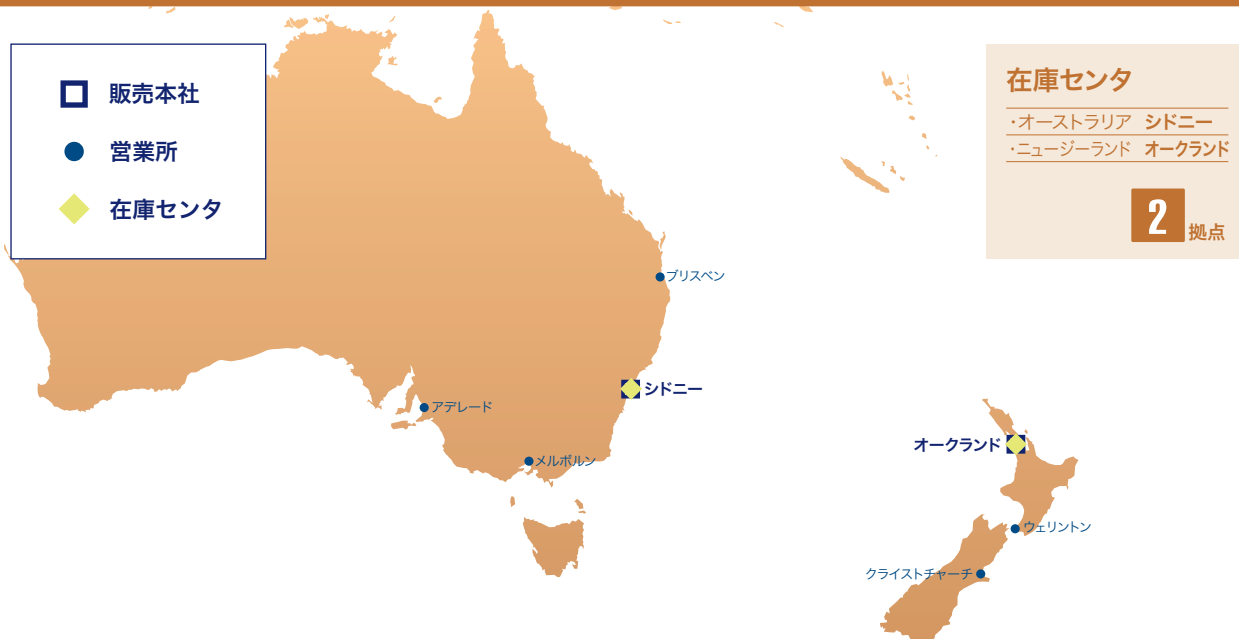 販売本社
営業所
在庫センタ
在庫センタ
・オーストラリア シドニー
・ニュージーランド オークランド
2拠点
ブリスベン
シドニー
アデレード
メルボルン
オークランド
ウェリントン
クライストチャーチ